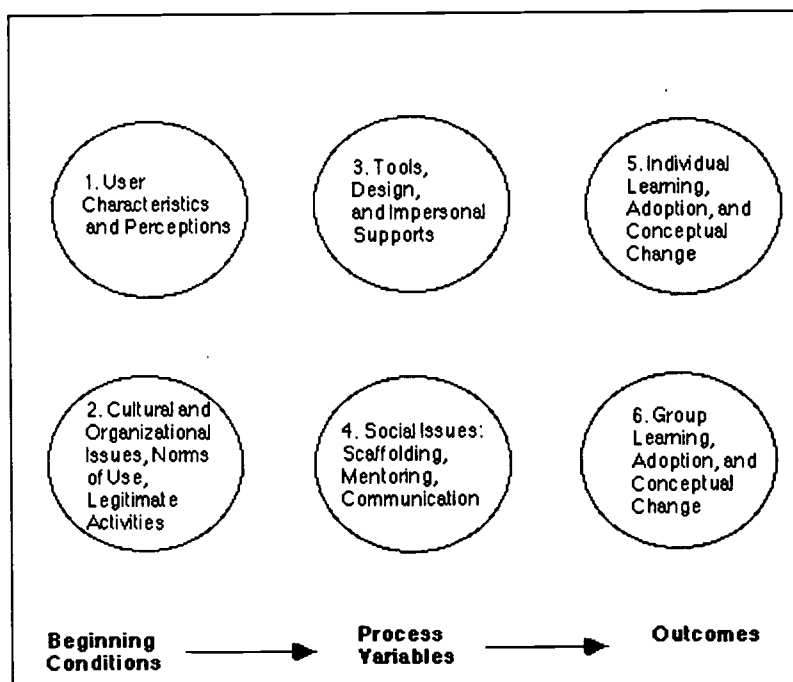 1. User
Characteristics
and Perceptions
3. Tools,
Design,
and Impersonal
Supports
5. Individual
Learning,
Adoption, and
Conceptual
Change
2. Cultural and
Organizational
Issues, Norms
of Use,
Legitimate
Activities
4. Social Issues:
Scaffolding,
Mentoring,
Communication
6. Group
Learning,
Adoption, and
Conceptual
Change
Beginning
Conditions
Process
Variables
Outcomes